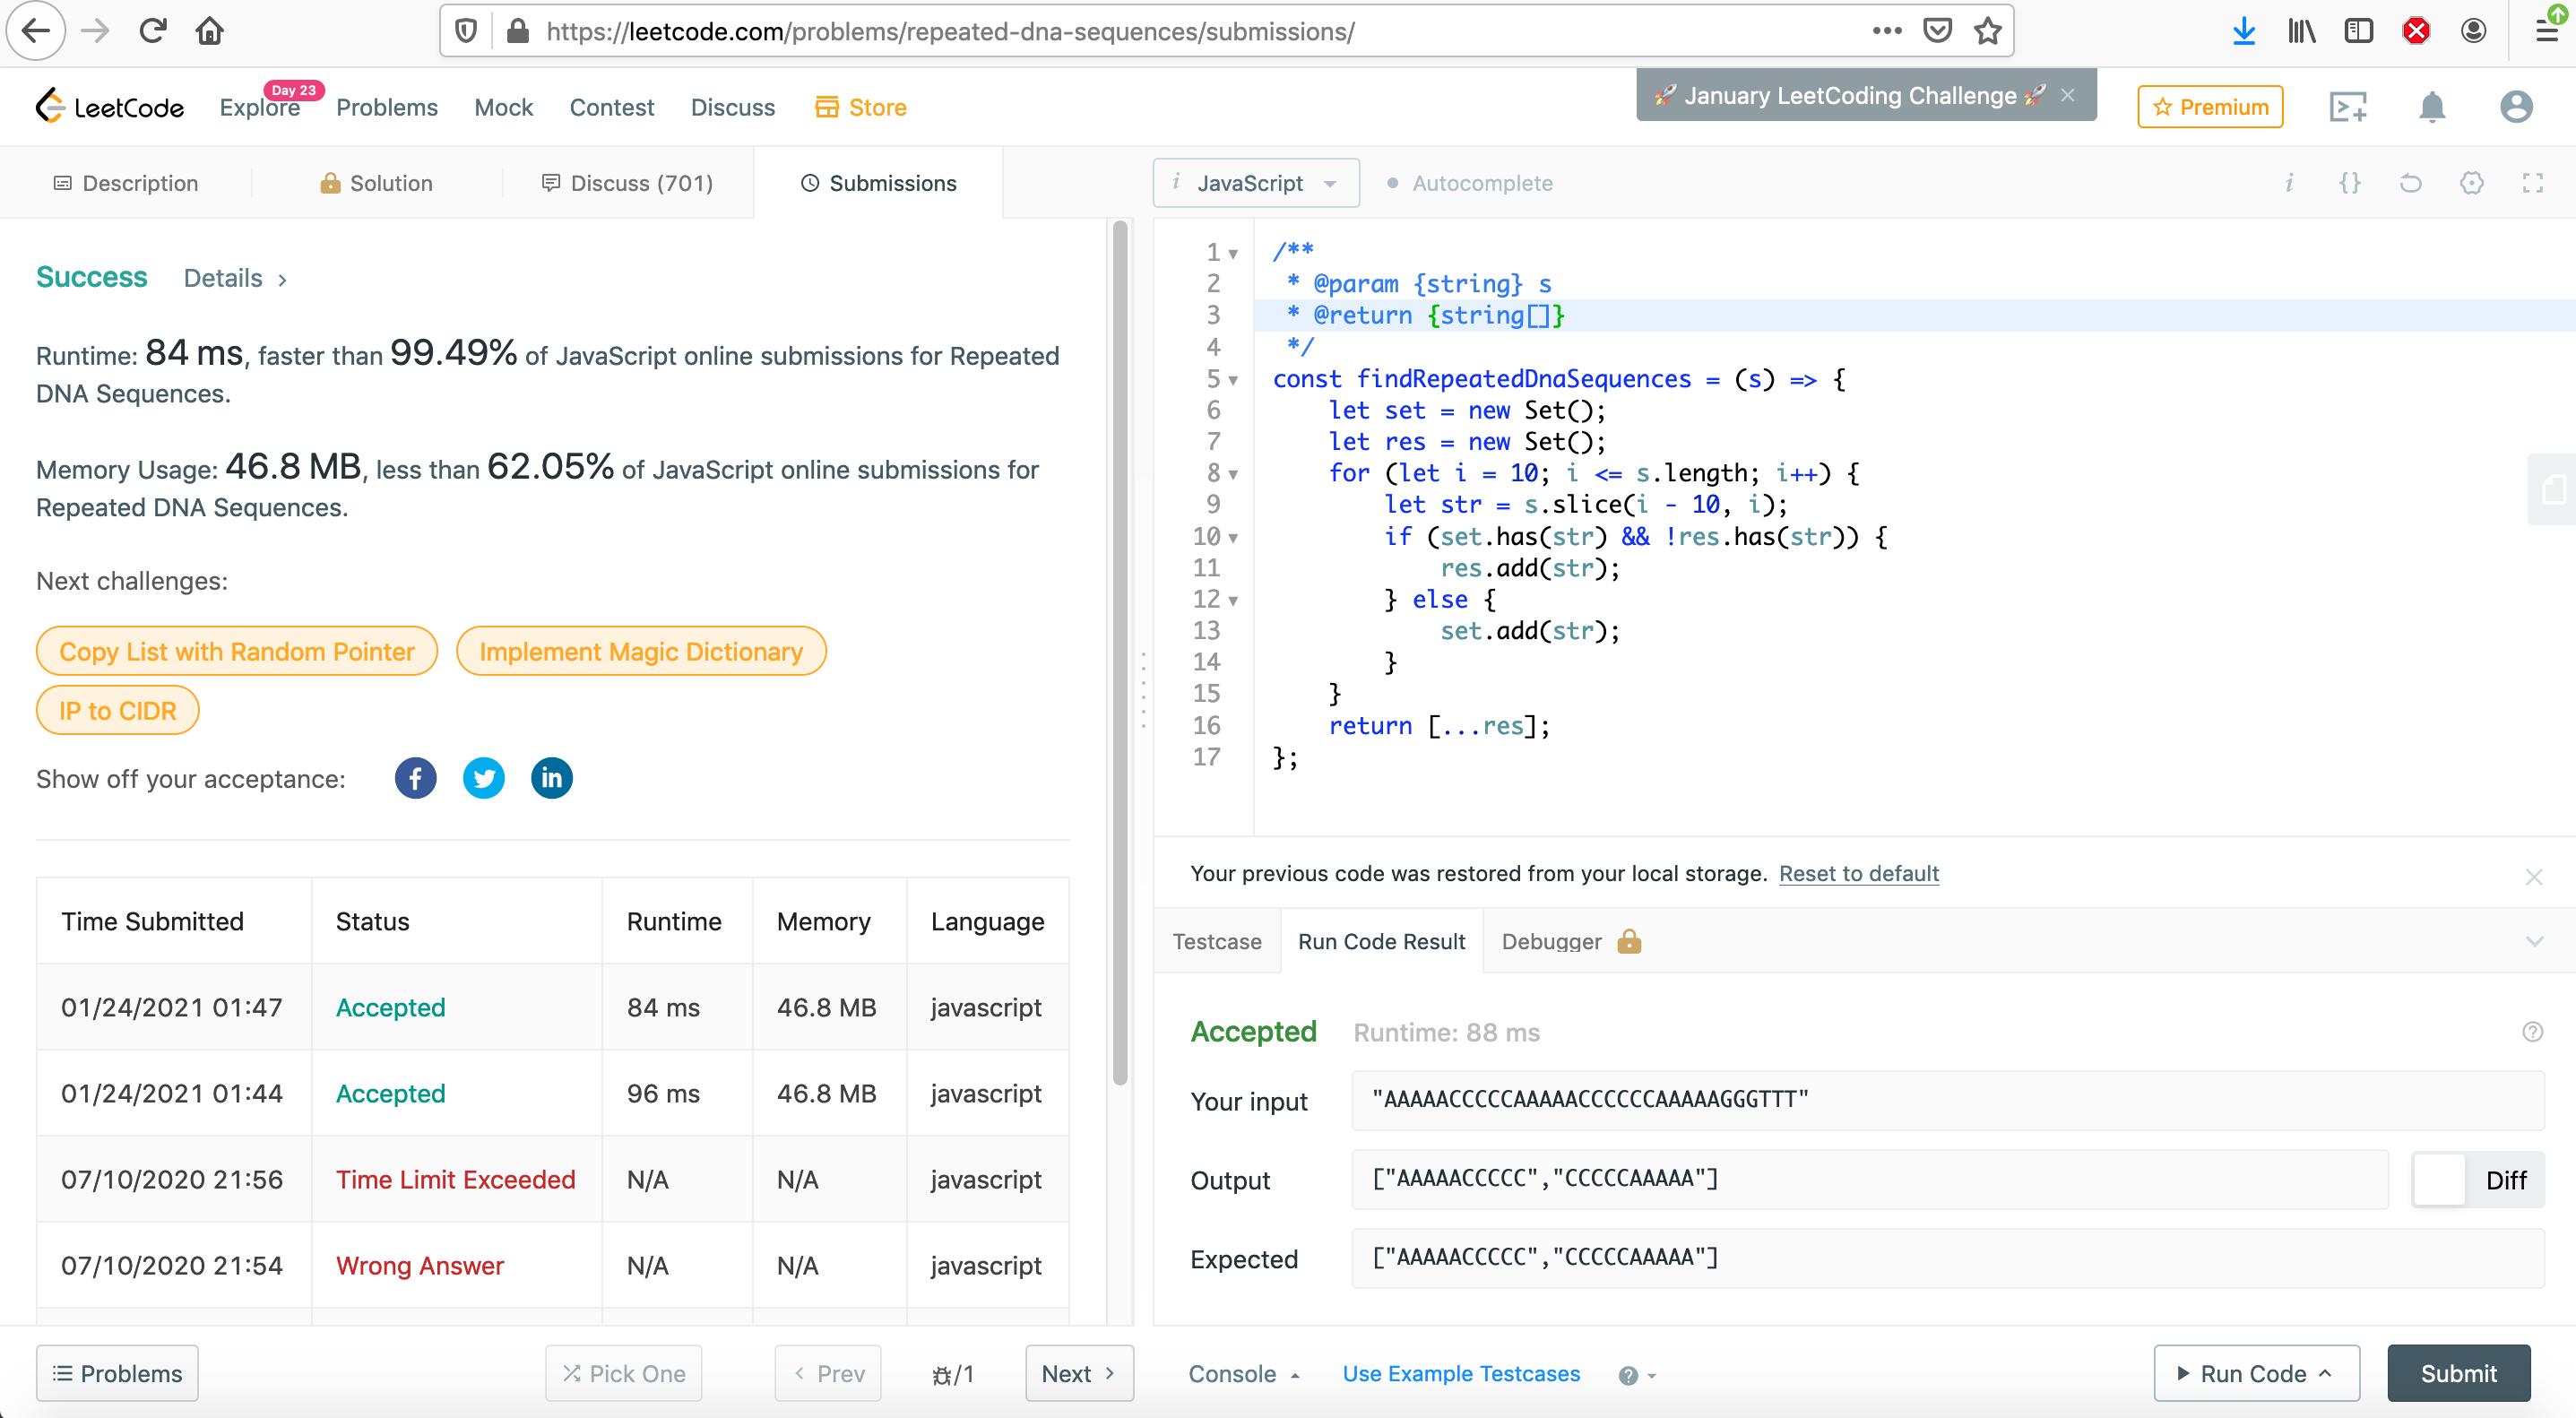 https://leetcode.com/problems/repeated-dna-sequences/submissions/
LeetCode
Explore
Day 23
Problems
Mock
Contest
Discuss
Store
🚀 January LeetCoding Challenge 🚀 ×
Premium
Description
Solution
Discuss (701)
Submissions
i JavaScript
Autocomplete
i {}
Success Details >
Runtime: 84 ms, faster than 99.49% of JavaScript online submissions for Repeated
DNA Sequences.
Memory Usage: 46.8 MB, less than 62.05% of JavaScript online submissions for
Repeated DNA Sequences.
Next challenges:
Copy List with Random Pointer
Implement Magic Dictionary
IP to CIDR
Show off your acceptance:
Time Submitted Status Runtime Memory Language
01/24/2021 01:47 Accepted 84 ms 46.8 MB javascript
01/24/2021 01:44 Accepted 96 ms 46.8 MB javascript
07/10/2020 21:56 Time Limit Exceeded N/A N/A javascript
07/10/2020 21:54 Wrong Answer N/A N/A javascript
Problems
Pick One
< Prev
/1
Next >
1 /**
2 * @param {string} s
3 * @return {string[]}
4 */
5 const findRepeatedDnaSequences = (s) => {
6 let set = new Set();
7 let res = new Set();
8 for (let i = 10; i <= s.length; i++) {
9 let str = s.slice(i - 10, i);
10 if (set.has(str) && !res.has(str)) {
11 res.add(str);
12 } else {
13 set.add(str);
14 }
15 }
16 return [...res];
17 };
Your previous code was restored from your local storage. Reset to default
Testcase
Run Code Result
Debugger
Accepted Runtime: 88 ms
Your input "AAAAACCCCCAAAAACCCCCCAAAAAGGGTTT"
Output ["AAAAACCCCC","CCCCCAAAAA"]
Diff
Expected ["AAAAACCCCC","CCCCCAAAAA"]
Console
Use Example Testcases
Run Code
Submit